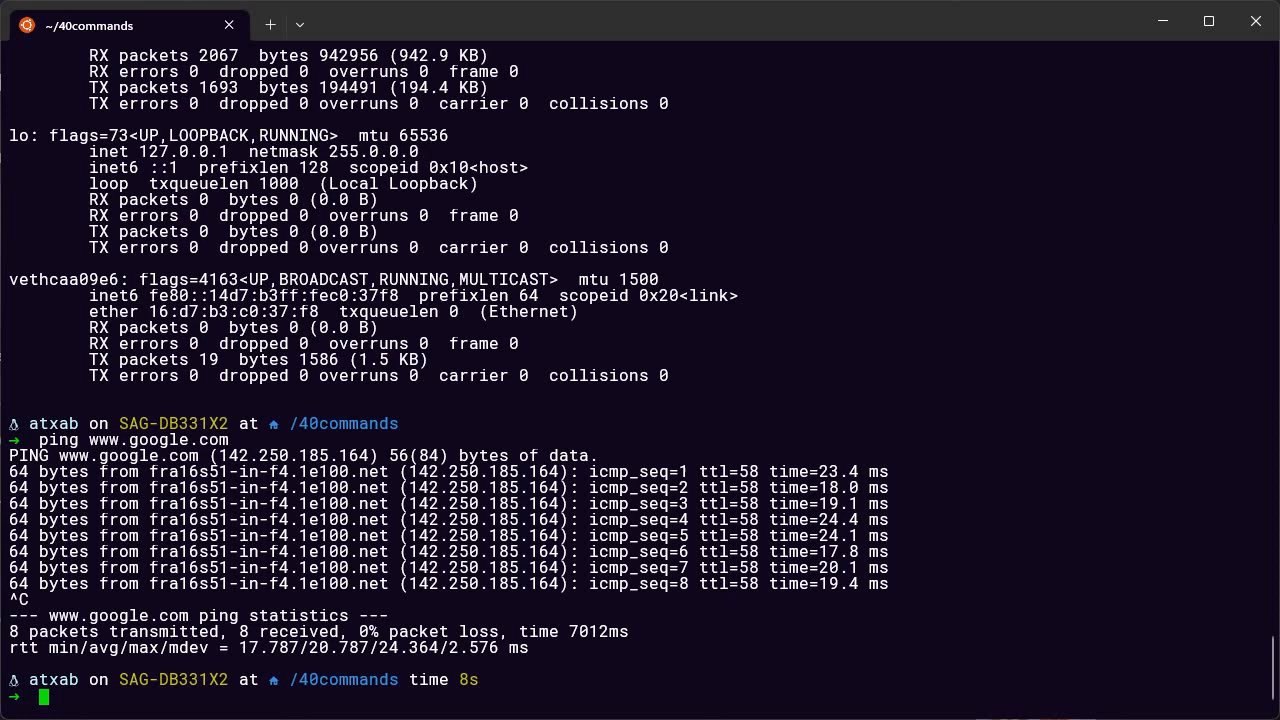 ~/40commands
RX packets 2067  bytes 942956 (942.9 KB)
RX errors 0  dropped 0  overruns 0  frame 0
TX packets 1693  bytes 194491 (194.4 KB)
TX errors 0  dropped 0 overruns 0  carrier 0  collisions 0
lo: flags=73<UP,LOOPBACK,RUNNING>  mtu 65536
inet 127.0.0.1  netmask 255.0.0.0
inet6 ::1  prefixlen 128  scopeid 0x10<host>
loop  txqueuelen 1000  (Local Loopback)
RX packets 0  bytes 0 (0.0 B)
RX errors 0  dropped 0  overruns 0  frame 0
TX packets 0  bytes 0 (0.0 B)
TX errors 0  dropped 0 overruns 0  carrier 0  collisions 0
vethcaa09e6: flags=4163<UP,BROADCAST,RUNNING,MULTICAST>  mtu 1500
inet6 fe80::14d7:b3ff:fec0:37f8  prefixlen 64  scopeid 0x20<link>
ether 16:d7:b3:c0:37:f8  txqueuelen 0  (Ethernet)
RX packets 0  bytes 0 (0.0 B)
RX errors 0  dropped 0  overruns 0  frame 0
TX packets 19  bytes 1586 (1.5 KB)
TX errors 0  dropped 0 overruns 0  carrier 0  collisions 0
atxab on SAG-DB331X2 at /40commands
→ ping www.google.com
PING www.google.com (142.250.185.164) 56(84) bytes of data.
64 bytes from fra16s51-in-f4.1e100.net (142.250.185.164): icmp_seq=1 ttl=58 time=23.4 ms
64 bytes from fra16s51-in-f4.1e100.net (142.250.185.164): icmp_seq=2 ttl=58 time=18.0 ms
64 bytes from fra16s51-in-f4.1e100.net (142.250.185.164): icmp_seq=3 ttl=58 time=19.1 ms
64 bytes from fra16s51-in-f4.1e100.net (142.250.185.164): icmp_seq=4 ttl=58 time=24.4 ms
64 bytes from fra16s51-in-f4.1e100.net (142.250.185.164): icmp_seq=5 ttl=58 time=24.1 ms
64 bytes from fra16s51-in-f4.1e100.net (142.250.185.164): icmp_seq=6 ttl=58 time=17.8 ms
64 bytes from fra16s51-in-f4.1e100.net (142.250.185.164): icmp_seq=7 ttl=58 time=20.1 ms
64 bytes from fra16s51-in-f4.1e100.net (142.250.185.164): icmp_seq=8 ttl=58 time=19.4 ms
^C
--- www.google.com ping statistics ---
8 packets transmitted, 8 received, 0% packet loss, time 7012ms
rtt min/avg/max/mdev = 17.787/20.787/24.364/2.576 ms
atxab on SAG-DB331X2 at /40commands time 8s
→